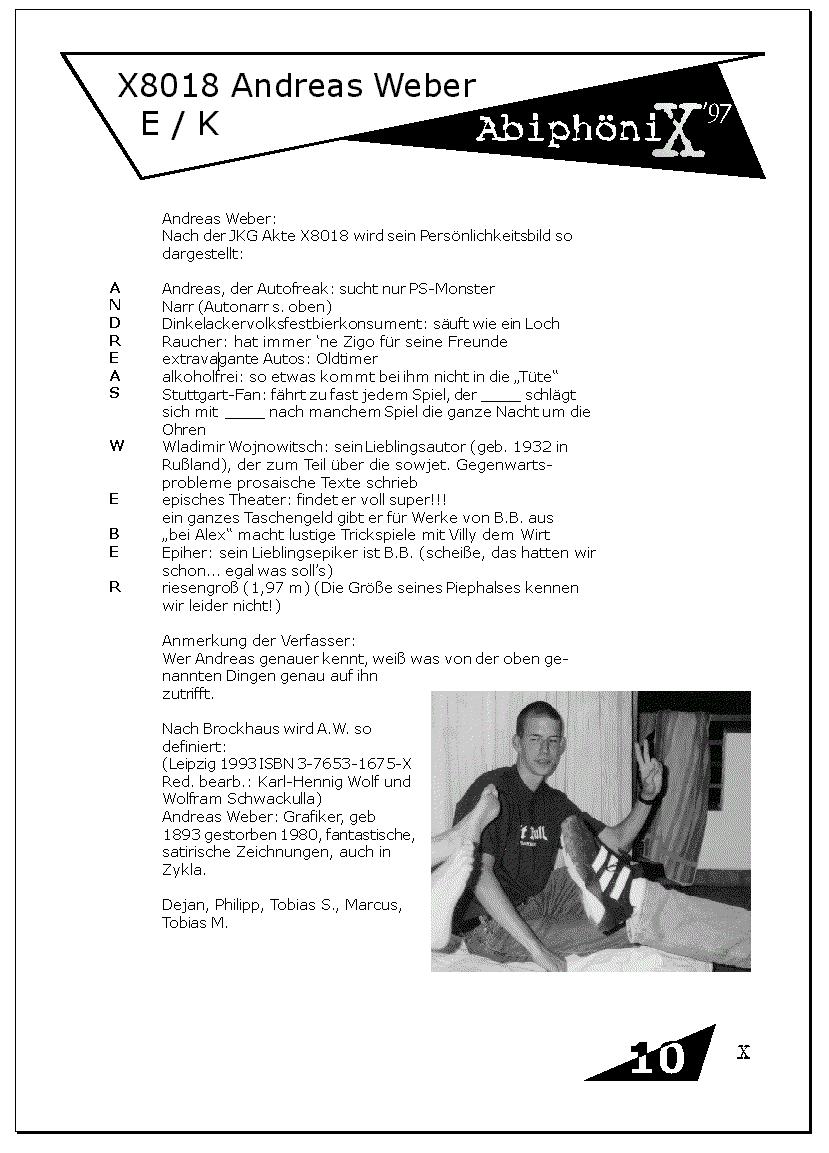 X8018 Andreas Weber
E / K
AbiphöniX '97
Andreas Weber:
Nach der JKG Akte X8018 wird sein Persönlichkeitsbild so
dargestellt:
A Andreas, der Autofreak: sucht nur PS-Monster
N Narr (Autonarr s. oben)
D Dinkelackervolksfestbierkonsument: säuft wie ein Loch
R Raucher: hat immer 'ne Zigo für seine Freunde
E extravagante Autos: Oldtimer
A alkoholfrei: so etwas kommt bei ihm nicht in die „Tüte“
S Stuttgart-Fan: fährt zu fast jedem Spiel, der _____ schlägt
sich mit _____ nach manchem Spiel die ganze Nacht um die
Ohren
W Wladimir Wojnowitsch: sein Lieblingsautor (geb. 1932 in
Rußland), der zum Teil über die sowjet. Gegenwarts-
probleme prosaische Texte schrieb
E episches Theater: findet er voll super!!!
ein ganzes Taschengeld gibt er für Werke von B.B. aus
B „bei Alex“ macht lustige Trickspiele mit Villy dem Wirt
E Epiher: sein Lieblingsepiker ist B.B. (scheiße, das hatten wir
schon... egal was soll's)
R riesengroß (1,97 m) (Die Größe seines Piephalses kennen
wir leider nicht!)
Anmerkung der Verfasser:
Wer Andreas genauer kennt, weiß was von der oben ge-
nannten Dingen genau auf ihn
zutrifft.
Nach Brockhaus wird A.W. so
definiert:
(Leipzig 1993 ISBN 3-7653-1675-X
Red. bearb.: Karl-Hennig Wolf und
Wolfram Schwackulla)
Andreas Weber: Grafiker, geb
1893 gestorben 1980, fantastische,
satirische Zeichnungen, auch in
Zykla.
Dejan, Philipp, Tobias S., Marcus,
Tobias M.
10 X